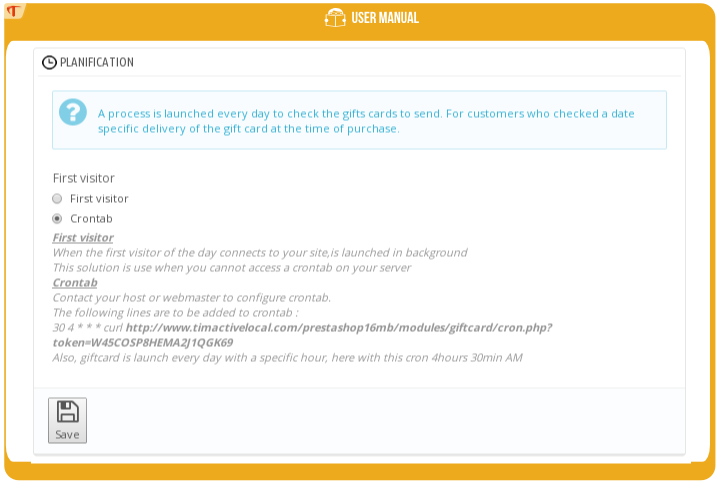 USER MANUAL
PLANIFICATION
A process is launched every day to check the gifts cards to send. For customers who checked a date
specific delivery of the gift card at the time of purchase.
First visitor
First visitor
Crontab
First visitor
When the first visitor of the day connects to your site,is launched in background
This solution is use when you cannot access a crontab on your server
Crontab
Contact your host or webmaster to configure crontab.
The following lines are to be added to crontab :
30 4 * * * curl http://www.timactivelocal.com/prestashop16mb/modules/giftcard/cron.php?
token=W45COSP8HEMA2J1QGK69
Also, giftcard is launch every day with a specific hour, here with this cron 4hours 30min AM
Save